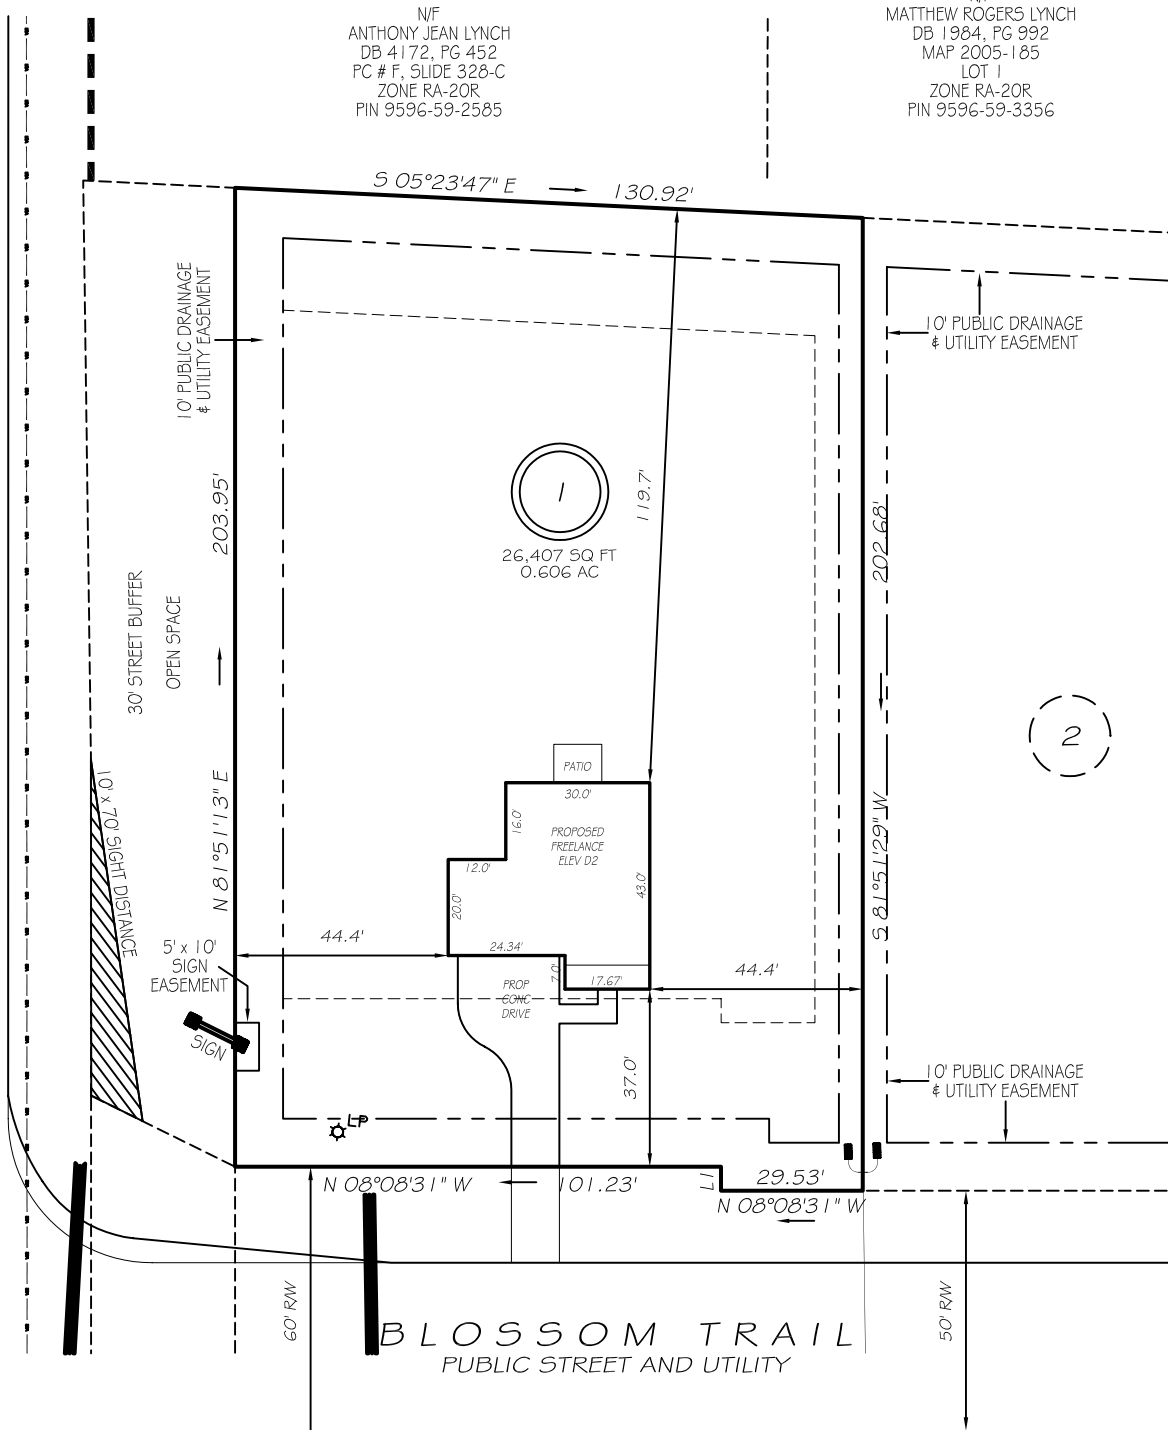 N/F
ANTHONY JEAN LYNCH
DB 4172, PG 452
PC # F, SLIDE 328-C
ZONE RA-20R
PIN 9596-59-2585
MATTHEW ROGERS LYNCH
DB 1984, PG 992
MAP 2005-185
LOT 1
ZONE RA-20R
PIN 9596-59-3356
S 05°23'47" E
130.92'
10' PUBLIC DRAINAGE
& UTILITY EASEMENT
10' PUBLIC DRAINAGE
& UTILITY EASEMENT
203.95'
1
26,407 SQ FT
0.606 AC
119.7'
202.68'
30' STREET BUFFER
OPEN SPACE
2
N 81°51'13" E
S 81°51'29" W
10' x 70' SIGHT DISTANCE
PATIO
30.0'
16.0'
PROPOSED
FREELANCE
ELEV D2
12.0'
43.0'
20.0'
24.34'
44.4'
44.4'
7.0'
17.67'
PROP
CONC
DRIVE
5' x 10'
SIGN
EASEMENT
SIGN
37.0'
10' PUBLIC DRAINAGE
& UTILITY EASEMENT
LP
N 08°08'31" W
101.23'
L1
29.53'
N 08°08'31" W
60' R/W
50' R/W
BLOSSOM TRAIL
PUBLIC STREET AND UTILITY